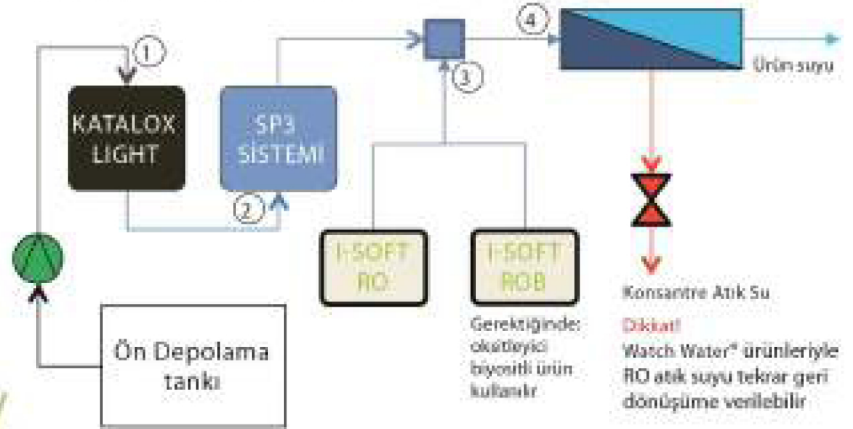 1
KATALOX
LIGHT
SP3
SİSTEMI
2
3
4
Ürün suyu
I-SOFT
RO
I-SOFT
ROB
Gerektiğinde:
oksitleyici
biyositli ürün
kullanılır
Ön Depolama
tankı
Konsantre Atık Su
Dikkat!
Watch Water® ürünleriyle
RO atık suyu tekrar geri
dönüşüme verilebilir